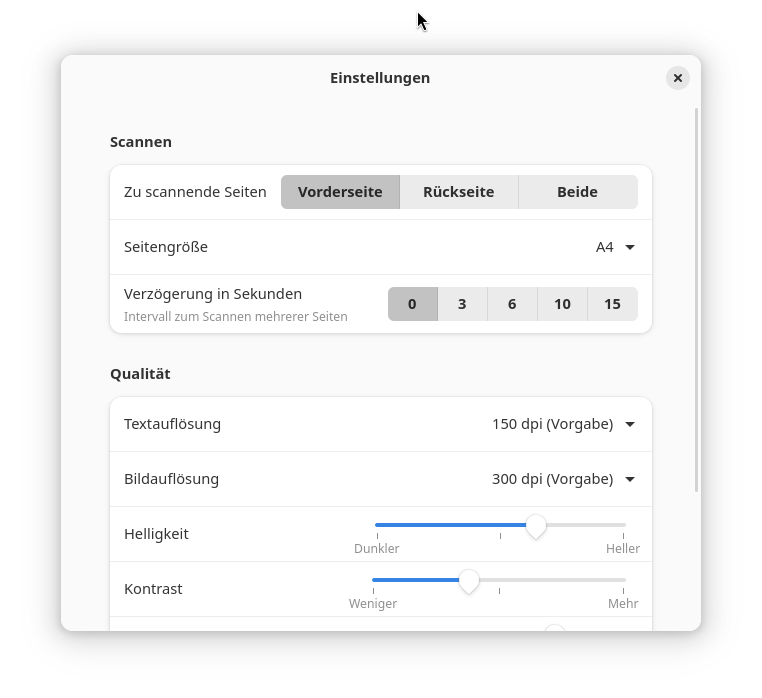 Einstellungen
Scannen
Zu scannende Seiten Vorderseite Rückseite Beide
Seitengröße A4
Verzögerung in Sekunden 0 3 6 10 15
Intervall zum Scannen mehrerer Seiten
Qualität
Textauflösung 150 dpi (Vorgabe)
Bildauflösung 300 dpi (Vorgabe)
Helligkeit
Dunkler Heller
Kontrast
Weniger Mehr